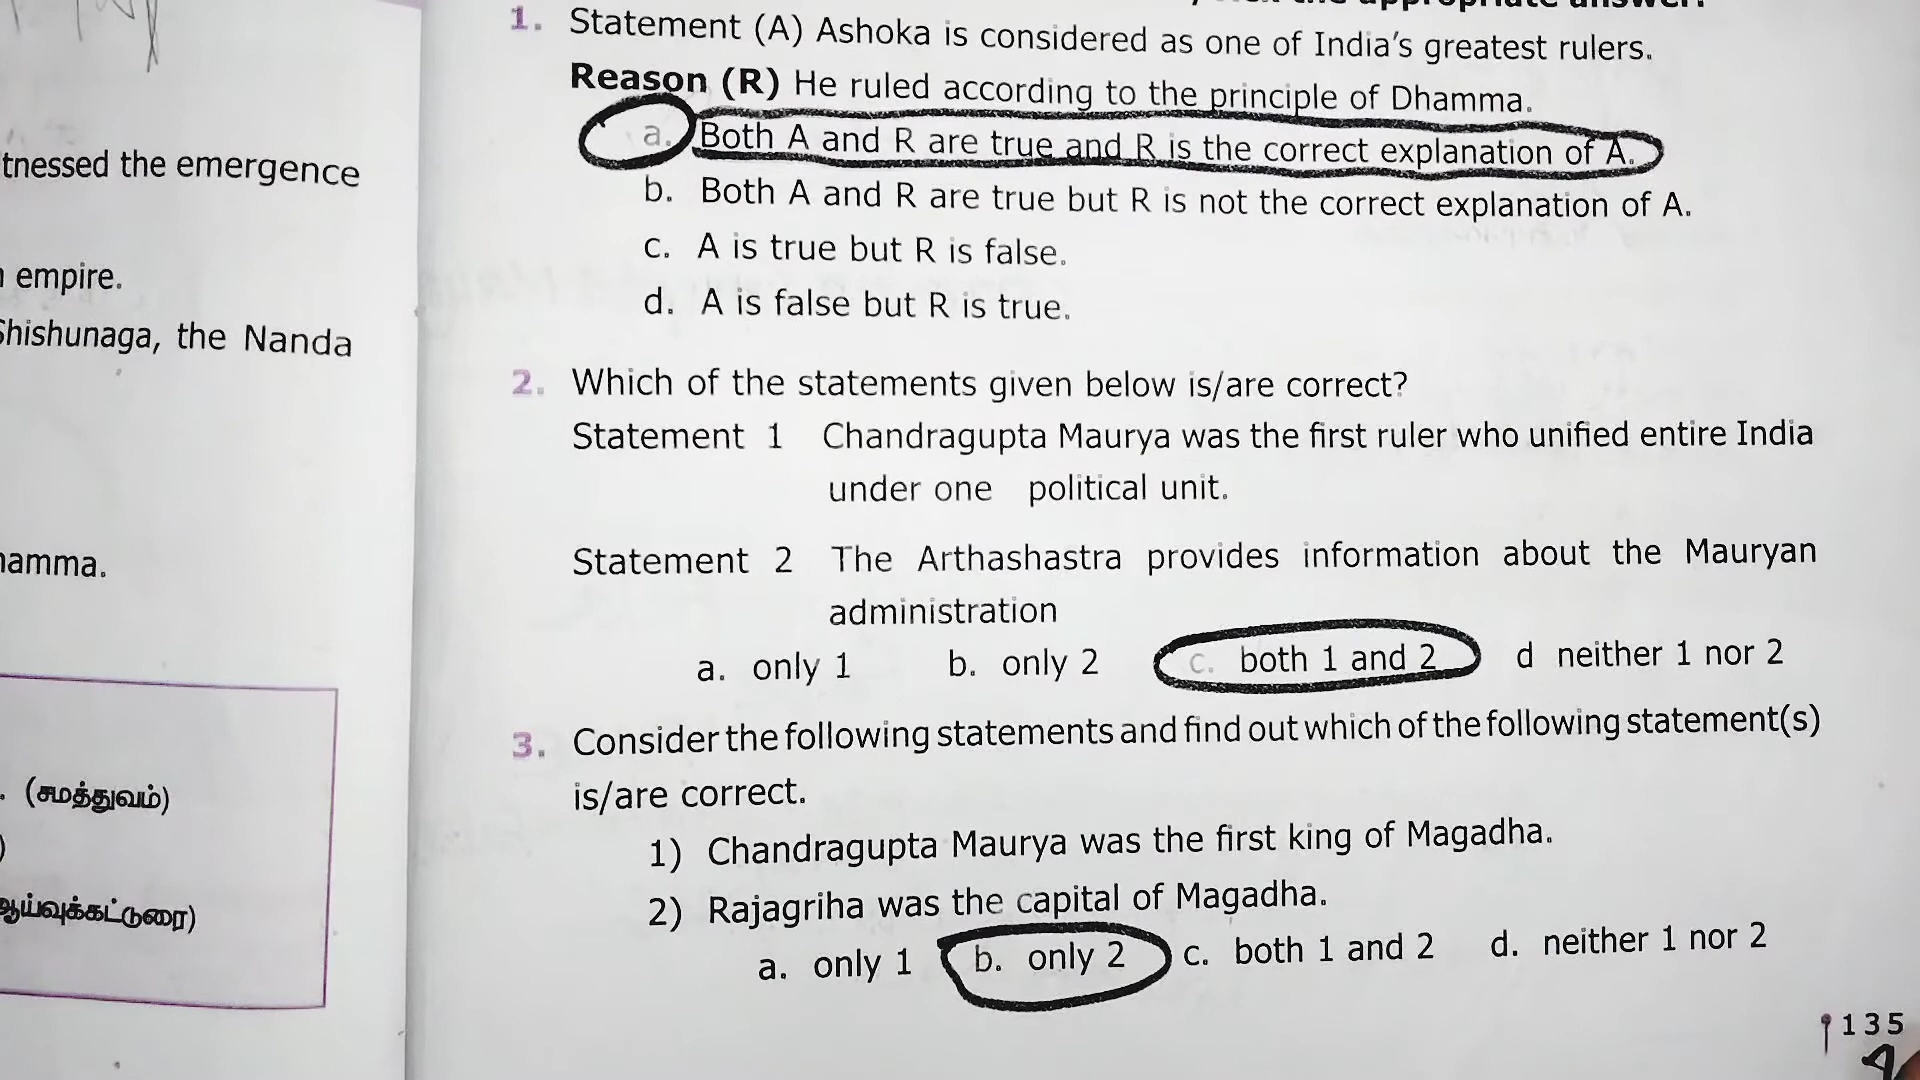 tnessed the emergence
empire.
Shishunaga, the Nanda
hamma.
. (சமத்துவம்)
)
ஆய்வுக்கட்டுரை)
appropriate answer.
1. Statement (A) Ashoka is considered as one of India's greatest rulers.
Reason (R) He ruled according to the principle of Dhamma.
a. Both A and R are true and R is the correct explanation of A.
b. Both A and R are true but R is not the correct explanation of A.
c. A is true but R is false.
d. A is false but R is true.
2. Which of the statements given below is/are correct?
Statement 1 Chandragupta Maurya was the first ruler who unified entire India
under one political unit.
Statement 2 The Arthashastra provides information about the Mauryan
administration
a. only 1 b. only 2 c. both 1 and 2 d neither 1 nor 2
3. Consider the following statements and find out which of the following statement(s)
is/are correct.
1) Chandragupta Maurya was the first king of Magadha.
2) Rajagriha was the capital of Magadha.
a. only 1 b. only 2 c. both 1 and 2 d. neither 1 nor 2
135